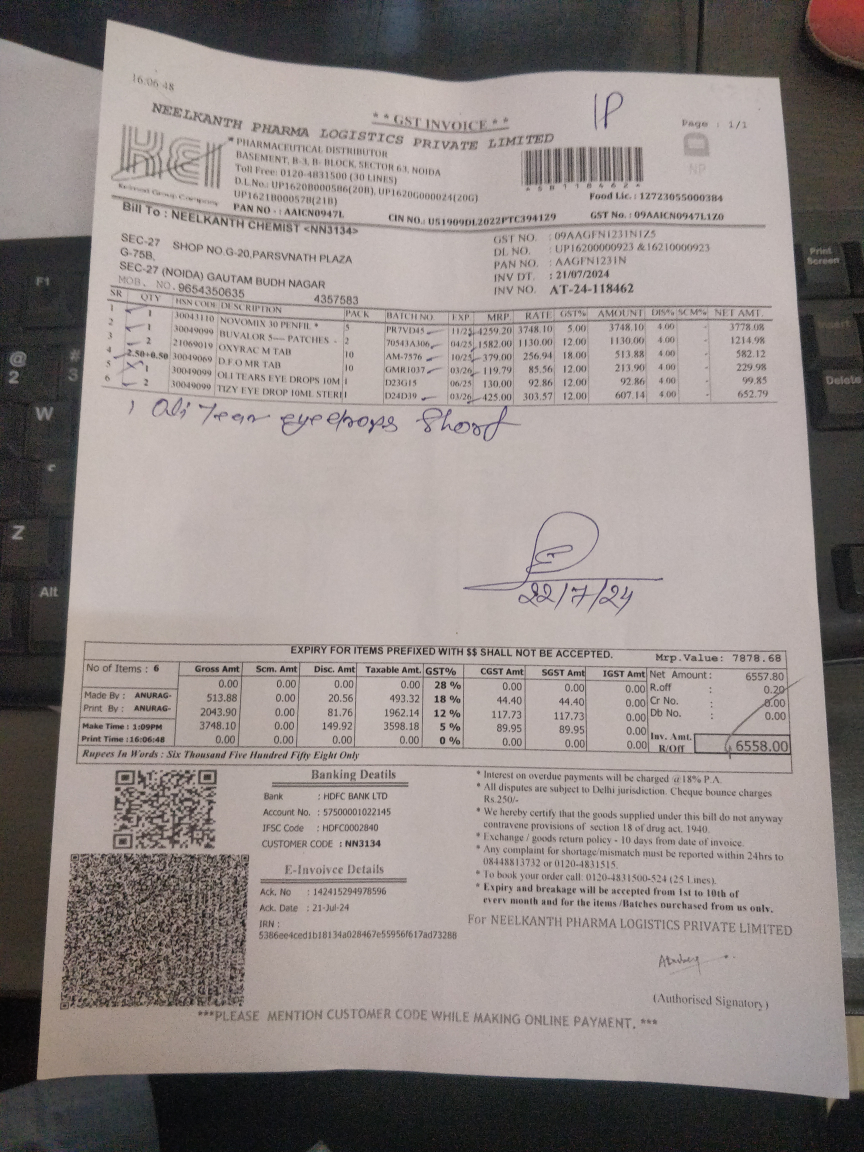 16:06:48
** GST INVOICE **
IP
Page : 1/1
NEELKANTH PHARMA LOGISTICS PRIVATE LIMITED
KEI
* PHARMACEUTICAL DISTRIBUTOR
BASEMENT, B-3, B- BLOCK, SECTOR 63, NOIDA
Toll Free: 0120-4831500 (30 LINES)
D.L.No.: UP1620B000586(20B), UP1620G000024(20G)
UP1621B000578(21B)
PAN NO - : AAICN0947L
CIN NO.: U51909DL2022PTC394129
D
NP
A S 1 1 8 4 6 2
Food Lic. : 12723055000384
GST No. : 09AAICN0947L1Z0
Bill To : NEELKANTH CHEMIST <NN3134>
SEC-27 SHOP NO.G-20,PARSVNATH PLAZA
G-75B,
SEC-27 (NOIDA) GAUTAM BUDH NAGAR
MOB. NO. 9654350635 4357583
GST NO. : 09AAGFN1231N1Z5
DL NO. : UP16200000923 &16210000923
PAN NO. : AAGFN1231N
INV DT. : 21/07/2024
INV NO. AT-24-118462
SR QTY HSN CODE DESCRIPTION PACK BATCH NO. EXP. MRP. RATE GST% AMOUNT DIS% SCM% NET AMT.
1 1 30043110 NOVOMIX 30 PENFIL * 5 PR7VD45 11/25 4259.20 3748.10 5.00 3748.10 4.00 - 3778.08
2 1 30049099 BUVALOR 5— PATCHES - 2 70543A306 04/25 1582.00 1130.00 12.00 1130.00 4.00 - 1214.98
3 2 21069019 OXYRAC M TAB 10 AM-7576 10/25 379.00 256.94 18.00 513.88 4.00 - 582.12
4 2.50+0.50 30049069 D.F.O MR TAB 10 GMR1037 03/26 119.79 85.56 12.00 213.90 4.00 - 229.98
5 1 30049099 OLI TEARS EYE DROPS 10M 1 D23G15 06/25 130.00 92.86 12.00 92.86 4.00 - 99.85
6 2 30049099 TIZY EYE DROP 10ML STERI 1 D24D39 03/26 425.00 303.57 12.00 607.14 4.00 - 652.79
1 Oli Tear eyedrops Short
22/7/24
EXPIRY FOR ITEMS PREFIXED WITH $$ SHALL NOT BE ACCEPTED.
Mrp.Value: 7878.68
No of Items : 6
Made By : ANURAG-
Print By : ANURAG-
Make Time : 1:09PM
Print Time :16:06:48
Gross Amt Scm. Amt Disc. Amt Taxable Amt. GST% CGST Amt SGST Amt IGST Amt
0.00 0.00 0.00 0.00 28 % 0.00 0.00 0.00
513.88 0.00 20.56 493.32 18 % 44.40 44.40 0.00
2043.90 0.00 81.76 1962.14 12 % 117.73 117.73 0.00
3748.10 0.00 149.92 3598.18 5 % 89.95 89.95 0.00
0.00 0.00 0.00 0.00 0 % 0.00 0.00 0.00
Net Amount : 6557.80
R.off : 0.20
Cr No. : 0.00
Db No. : 0.00
Inv. Amt. R/Off 6558.00
Rupees In Words : Six Thousand Five Hundred Fifty Eight Only
Banking Deatils
Bank : HDFC BANK LTD
Account No. : 57500001022145
IFSC Code : HDFC0002840
CUSTOMER CODE : NN3134
E-Invoivce Details
Ack. No : 142415294978596
Ack. Date : 21-Jul-24
IRN :
5386ee4ced1b18134a028467e55956f617ad73288
* Interest on overdue payments will be charged @ 18% P.A.
* All disputes are subject to Delhi jurisdiction. Cheque bounce charges
Rs.250/-
* We hereby certify that the goods supplied under this bill do not anyway
contravene provisions of section 18 of drug act, 1940.
* Exchange / goods return policy - 10 days from date of invoice.
* Any complaint for shortage/mismatch must be reported within 24hrs to
08448813732 or 0120-4831515.
* To book your order call: 0120-4831500-524 (25 Lines).
* Expiry and breakage will be accepted from 1st to 10th of
every month and for the items /Batches purchased from us only.
For NEELKANTH PHARMA LOGISTICS PRIVATE LIMITED
(Authorised Signatory)
***PLEASE MENTION CUSTOMER CODE WHILE MAKING ONLINE PAYMENT. ***
F1
@
2
#
3
W
Z
Alt
Print
Screen
Insert
Delete